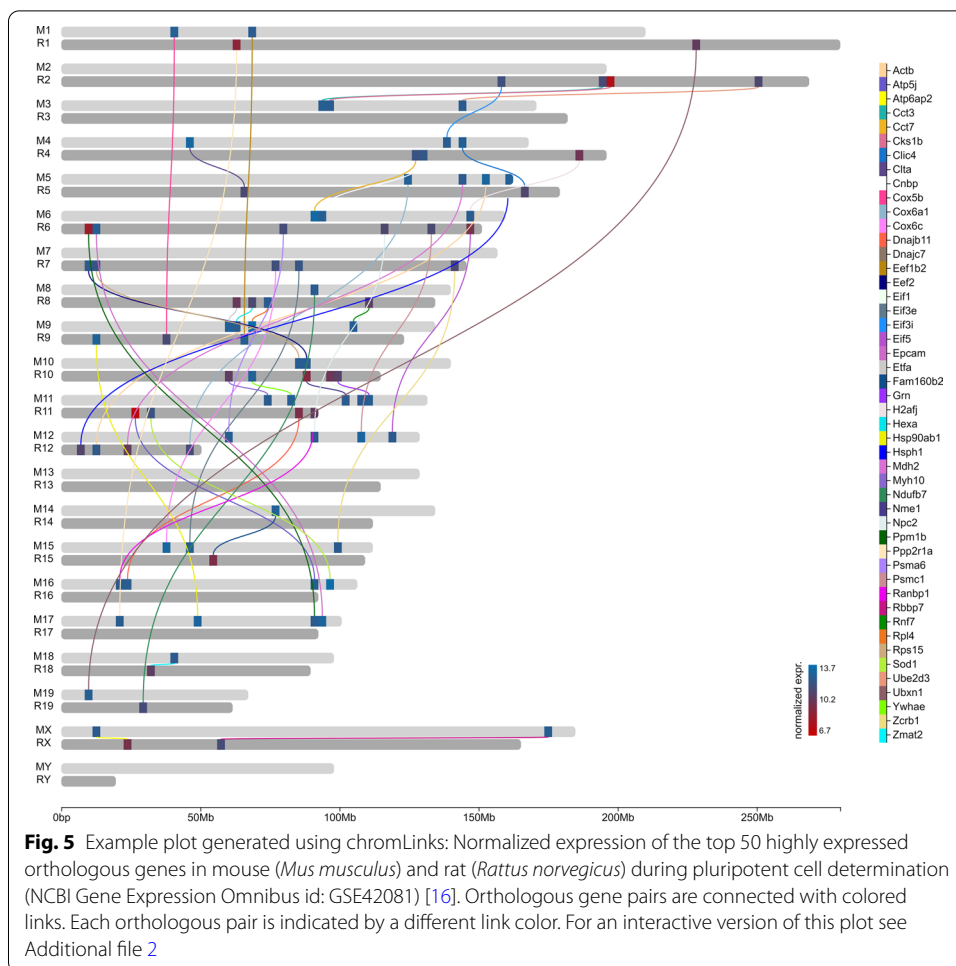 M1
R1
M2
R2
M3
R3
M4
R4
M5
R5
M6
R6
M7
R7
M8
R8
M9
R9
M10
R10
M11
R11
M12
R12
M13
R13
M14
R14
M15
R15
M16
R16
M17
R17
M18
R18
M19
R19
MX
RX
MY
RY
0bp 50Mb 100Mb 150Mb 200Mb 250Mb
normalized expr.
13.7
10.2
6.7
Actb
Atp5j
Atp6ap2
Cct3
Cct7
Cks1b
Clic4
Clta
Cnbp
Cox5b
Cox6a1
Cox6c
Dnajb11
Dnajc7
Eef1b2
Eef2
Eif1
Eif3e
Eif3i
Eif5
Epcam
Etfa
Fam160b2
Grn
H2afj
Hexa
Hsp90ab1
Hsph1
Mdh2
Myh10
Ndufb7
Nme1
Npc2
Ppm1b
Ppp2r1a
Psma6
Psmc1
Ranbp1
Rbbp7
Rnf7
Rpl4
Rps15
Sod1
Ube2d3
Ubxn1
Ywhae
Zcrb1
Zmat2
Fig. 5 Example plot generated using chromLinks: Normalized expression of the top 50 highly expressed
orthologous genes in mouse (Mus musculus) and rat (Rattus norvegicus) during pluripotent cell determination
(NCBI Gene Expression Omnibus id: GSE42081) [16]. Orthologous gene pairs are connected with colored
links. Each orthologous pair is indicated by a different link color. For an interactive version of this plot see
Additional file 2